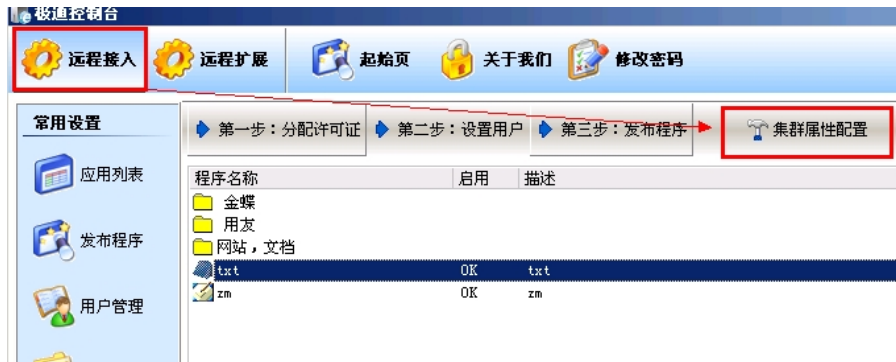 极道控制台
远程接入 远程扩展 起始页 关于我们 修改密码
常用设置
第一步：分配许可证 第二步：设置用户 第三步：发布程序 集群属性配置
应用列表
发布程序
用户管理
程序名称 启用 描述
金蝶
用友
网站，文档
txt OK txt
zm OK zm